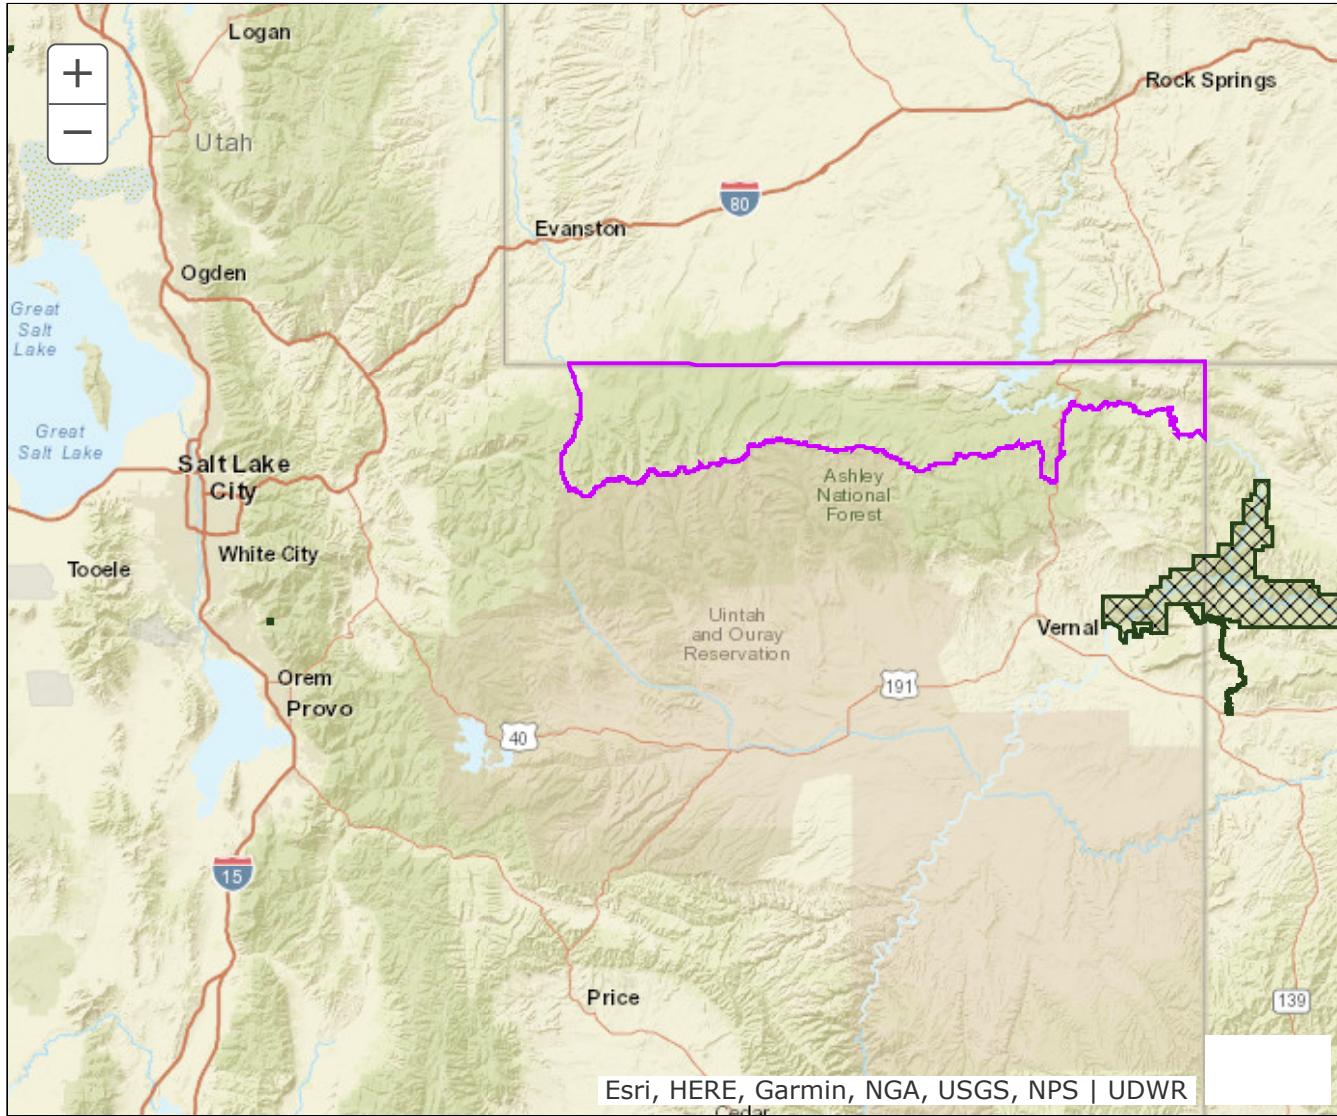 Logan
+
−
Rock Springs
Utah
80
Evanston
Ogden
Great
Salt
Lake
Great
Salt Lake
Salt Lake
City
Ashley
National
Forest
White City
Tooele
Uintah
and Ouray
Reservation
Vernal
Orem
Provo
191
40
15
Price
139
Esri, HERE, Garmin, NGA, USGS, NPS | UDWR
Cedar